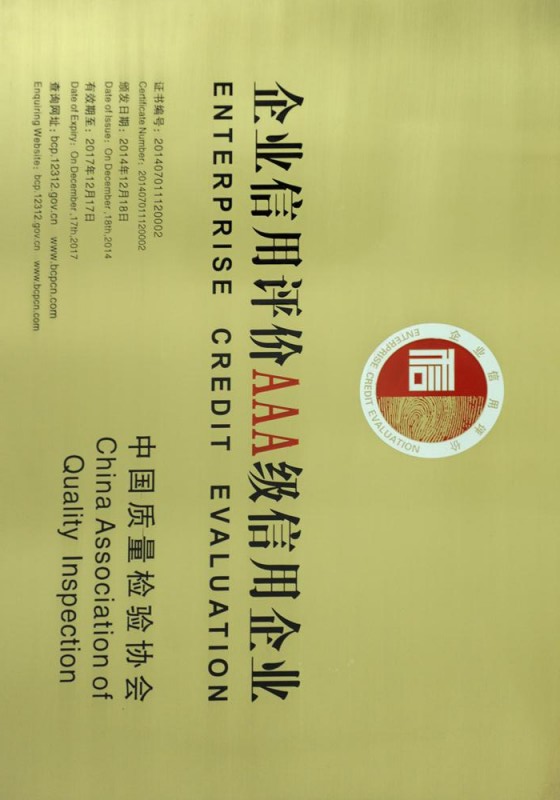 企业信用评价
ENTERPRISE CREDIT EVALUATION
信
企业信用评价AAA级信用企业
ENTERPRISE CREDIT EVALUATION
证书编号：201407011120002
Certificate Number：201407011120002
颁发日期：2014年12月18日
Date of Issue：On December ,18th,2014
有效期至：2017年12月17日
Date of Expiry：On December ,17th,2017
查询网址：bcp.12312.gov.cn www.bcpcn.com
Enquiring Website：bcp.12312.gov.cn www.bcpcn.com
中国质量检验协会
China Association of
Quality Inspection